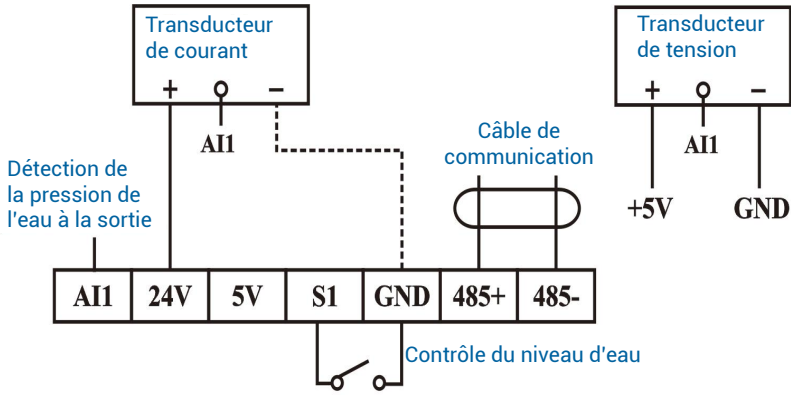 Transducteur
de courant
+ −
AI1
Transducteur
de tension
+ −
AI1
+5V GND
Câble de
communication
Détection de
la pression de
l'eau à la sortie
AI1 24V 5V S1 GND 485+ 485-
Contrôle du niveau d'eau